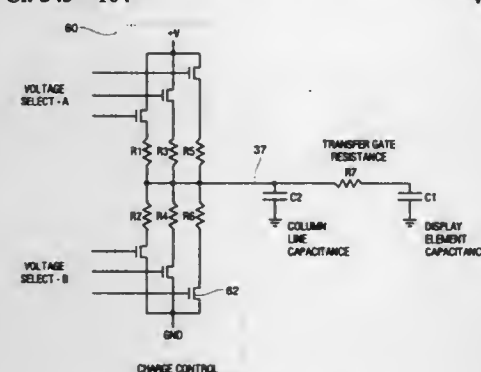 60
+V
VOLTAGE
SELECT - A
R1
R3
R5
37
TRANSFER GATE
RESISTANCE
R7
C2
C1
R2
R4
R6
COLUMN
LINE
CAPACITANCE
DISPLAY
ELEMENT
CAPACITANCE
VOLTAGE
SELECT - B
62
GND
CHARGE CONTROL